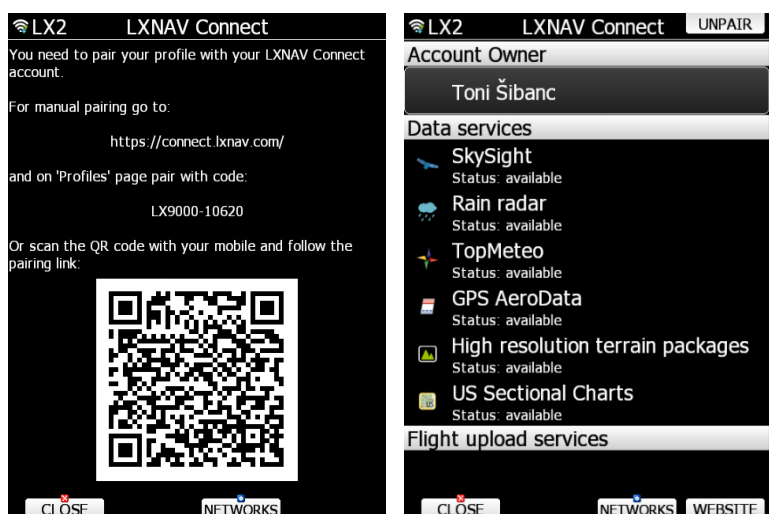 LX2 LXNAV Connect
You need to pair your profile with your LXNAV Connect
account.
For manual pairing go to:
https://connect.lxnav.com/
and on 'Profiles' page pair with code:
LX9000-10620
Or scan the QR code with your mobile and follow the
pairing link:
CLOSE NETWORKS
LX2 LXNAV Connect UNPAIR
Account Owner
Toni Šibanc
Data services
SkySight
Status: available
Rain radar
Status: available
TopMeteo
Status: available
GPS AeroData
Status: available
High resolution terrain packages
Status: available
US Sectional Charts
Status: available
Flight upload services
CLOSE NETWORKS WEBSITE